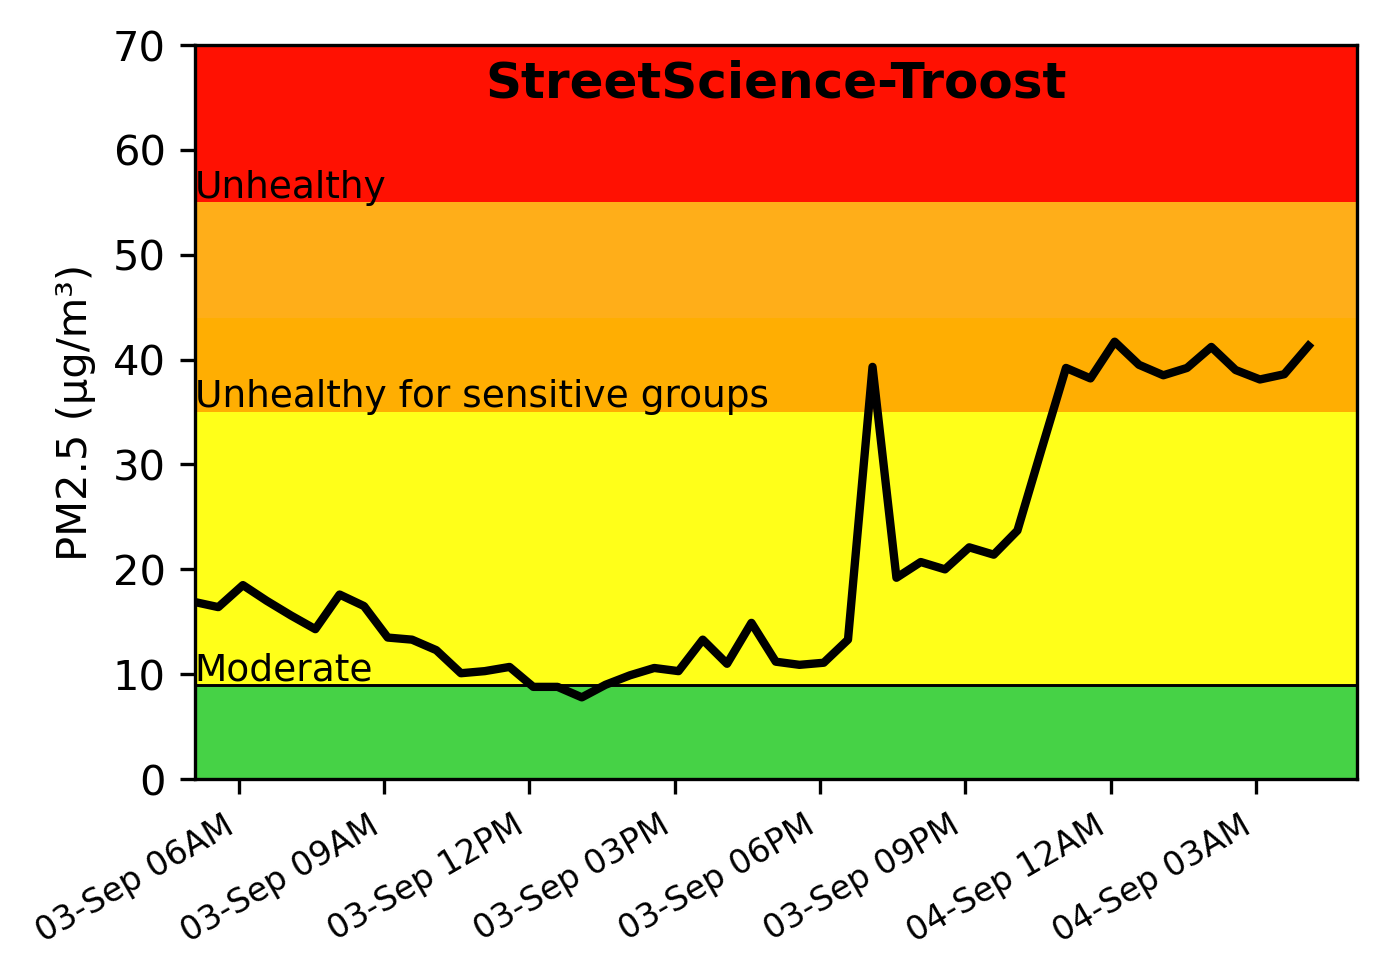 StreetScience-Troost
PM2.5 (µg/m³)
70
60
50
40
30
20
10
0
Unhealthy
Unhealthy for sensitive groups
Moderate
03-Sep 06AM
03-Sep 09AM
03-Sep 12PM
03-Sep 03PM
03-Sep 06PM
03-Sep 09PM
04-Sep 12AM
04-Sep 03AM